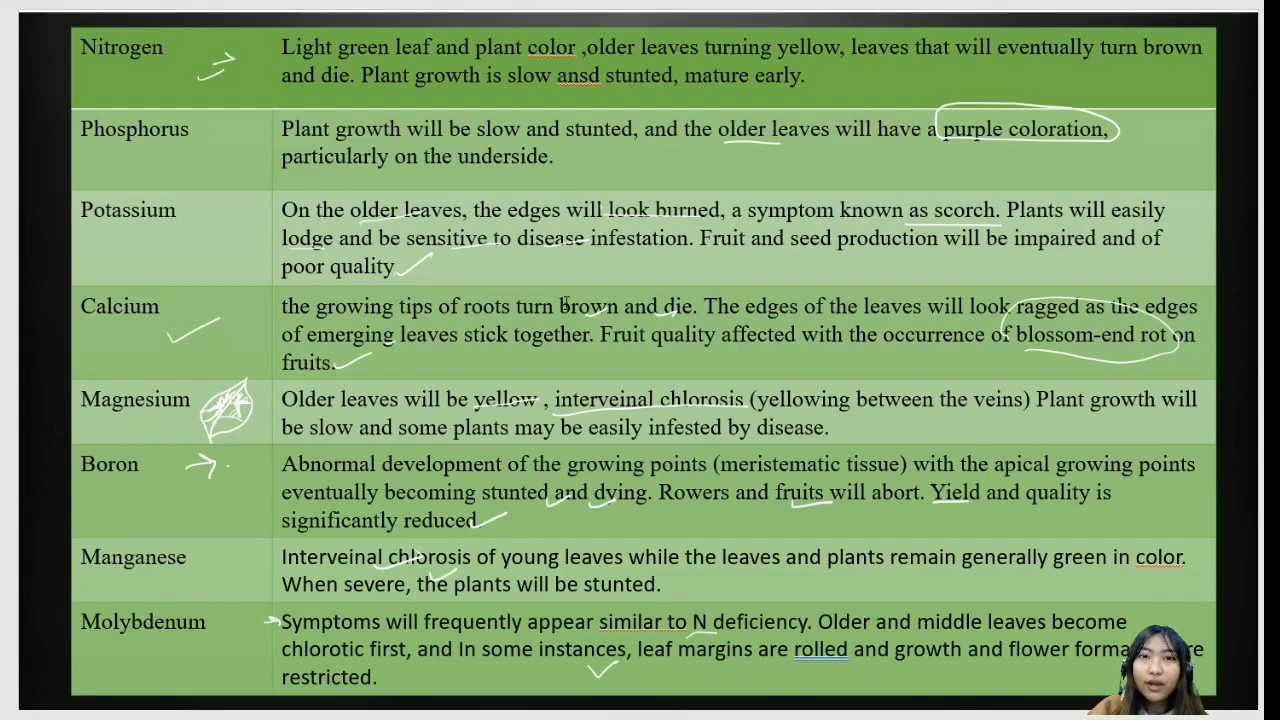 Nitrogen
Light green leaf and plant color ,older leaves turning yellow, leaves that will eventually turn brown
and die. Plant growth is slow ansd stunted, mature early.
Phosphorus
Plant growth will be slow and stunted, and the older leaves will have a purple coloration,
particularly on the underside.
Potassium
On the older leaves, the edges will look burned, a symptom known as scorch. Plants will easily
lodge and be sensitive to disease infestation. Fruit and seed production will be impaired and of
poor quality
Calcium
the growing tips of roots turn brown and die. The edges of the leaves will look ragged as the edges
of emerging leaves stick together. Fruit quality affected with the occurrence of blossom-end rot on
fruits.
Magnesium
Older leaves will be yellow , interveinal chlorosis (yellowing between the veins) Plant growth will
be slow and some plants may be easily infested by disease.
Boron
Abnormal development of the growing points (meristematic tissue) with the apical growing points
eventually becoming stunted and dying. Rowers and fruits will abort. Yield and quality is
significantly reduced
Manganese
Interveinal chlorosis of young leaves while the leaves and plants remain generally green in color.
When severe, the plants will be stunted.
Molybdenum
Symptoms will frequently appear similar to N deficiency. Older and middle leaves become
chlorotic first, and In some instances, leaf margins are rolled and growth and flower
restricted.